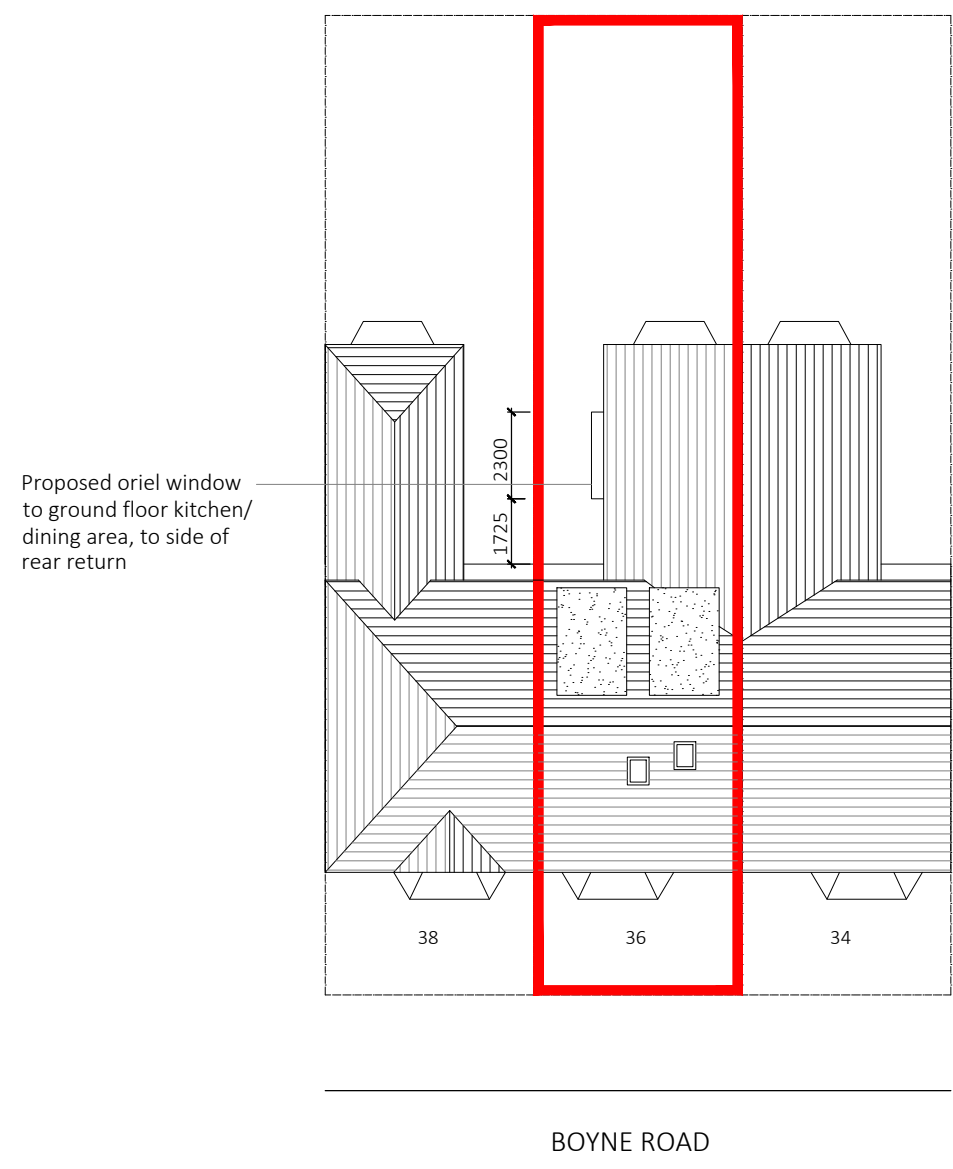 2300
Proposed oriel window
to ground floor kitchen/
dining area, to side of
rear return
1725
38
36
34
BOYNE ROAD